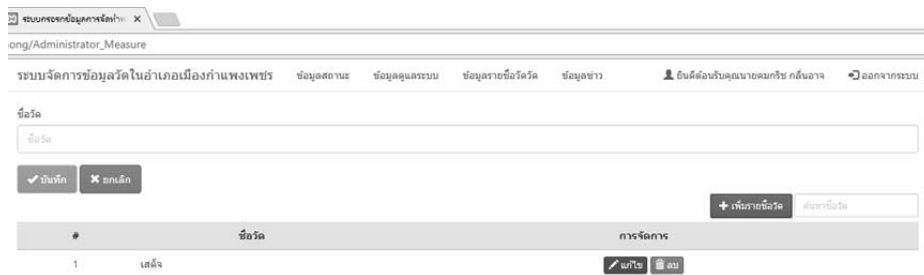 ระบบกรอกข้อมูลการจัดทำ
ong/Administrator_Measure
ระบบจัดการข้อมูลวัดในอำเภอเมืองกำแพงเพชร ข้อมูลสถานะ ข้อมูลดูแลระบบ ข้อมูลรายชื่อวัดวัด ข้อมูลข่าว ยินดีต้อนรับคุณนายคมกริช กลิ่นอาจ ออกจากระบบ
ชื่อวัด
ชื่อวัด
บันทึก ยกเลิก
เพิ่มรายชื่อวัด ค้นหาชื่อวัด
# ชื่อวัด การจัดการ
1 เสด็จ แก้ไข ลบ